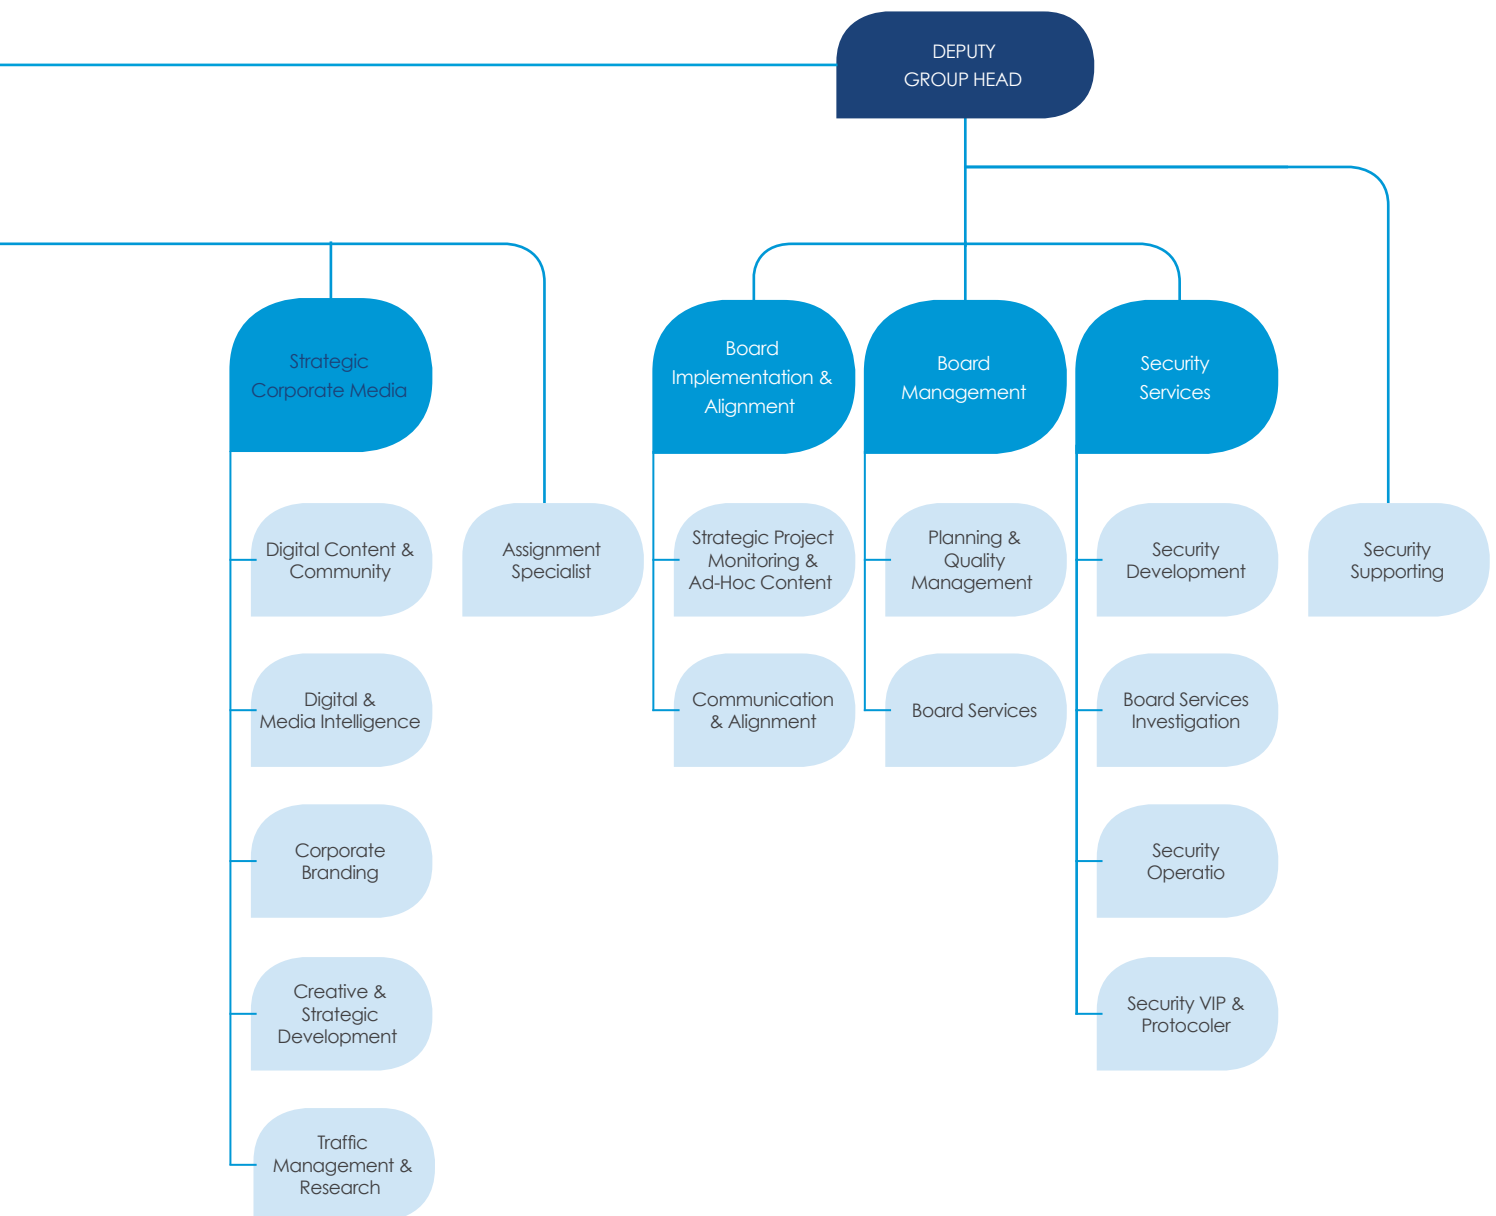 DEPUTY
GROUP HEAD
Strategic
Corporate Media
Board
Implementation &
Alignment
Board
Management
Security
Services
Digital Content &
Community
Assignment
Specialist
Strategic Project
Monitoring &
Ad-Hoc Content
Planning &
Quality
Management
Security
Development
Security
Supporting
Digital &
Media Intelligence
Communication
& Alignment
Board Services
Board Services
Investigation
Corporate
Branding
Security
Operatio
Creative &
Strategic
Development
Security VIP &
Protocoler
Traffic
Management &
Research